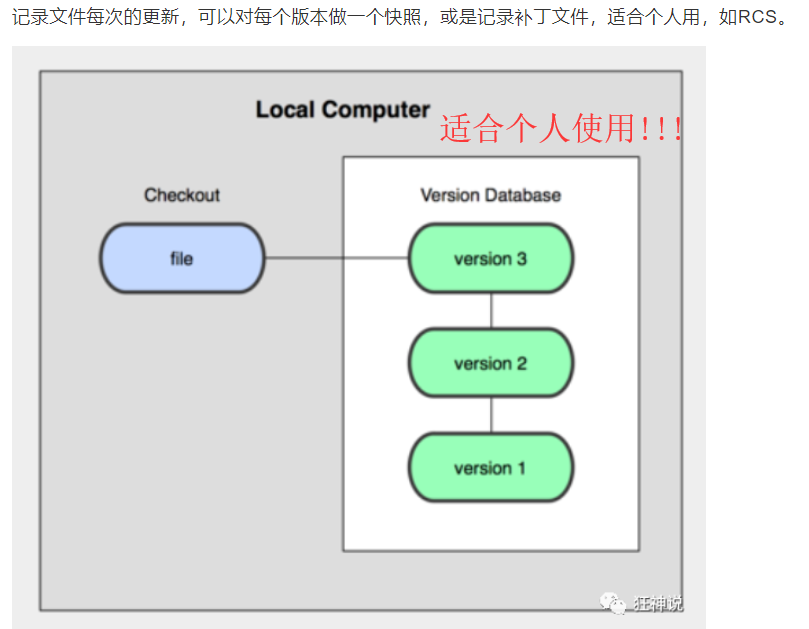 记录文件每次的更新，可以对每个版本做一个快照，或是记录补丁文件，适合个人用，如RCS。
Local Computer
适合个人使用!!!
Checkout
Version Database
file
version 3
version 2
version 1
狂神说